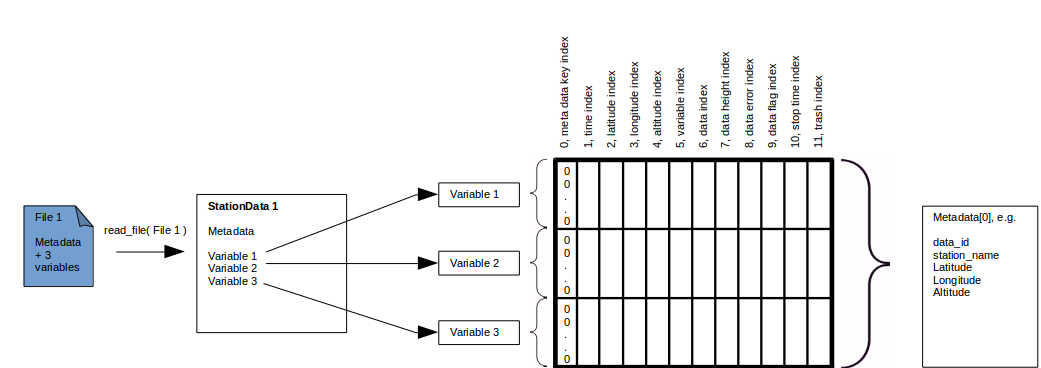 File 1
Metadata
+ 3
variables
read_file( File 1 )
StationData 1
Metadata
Variable 1
Variable 2
Variable 3
Variable 1
Variable 2
Variable 3
0, meta data key index
1, time index
2, latitude index
3, longitude index
4, altitude index
5, variable index
6, data index
7, data height index
8, data error index
9, data flag index
10, stop time index
11, trash index
0
0
.
.
0
0
0
.
0
0
0
.
.
0
Metadata[0], e.g.
data_id
station_name
Latitude
Longitude
Altitude